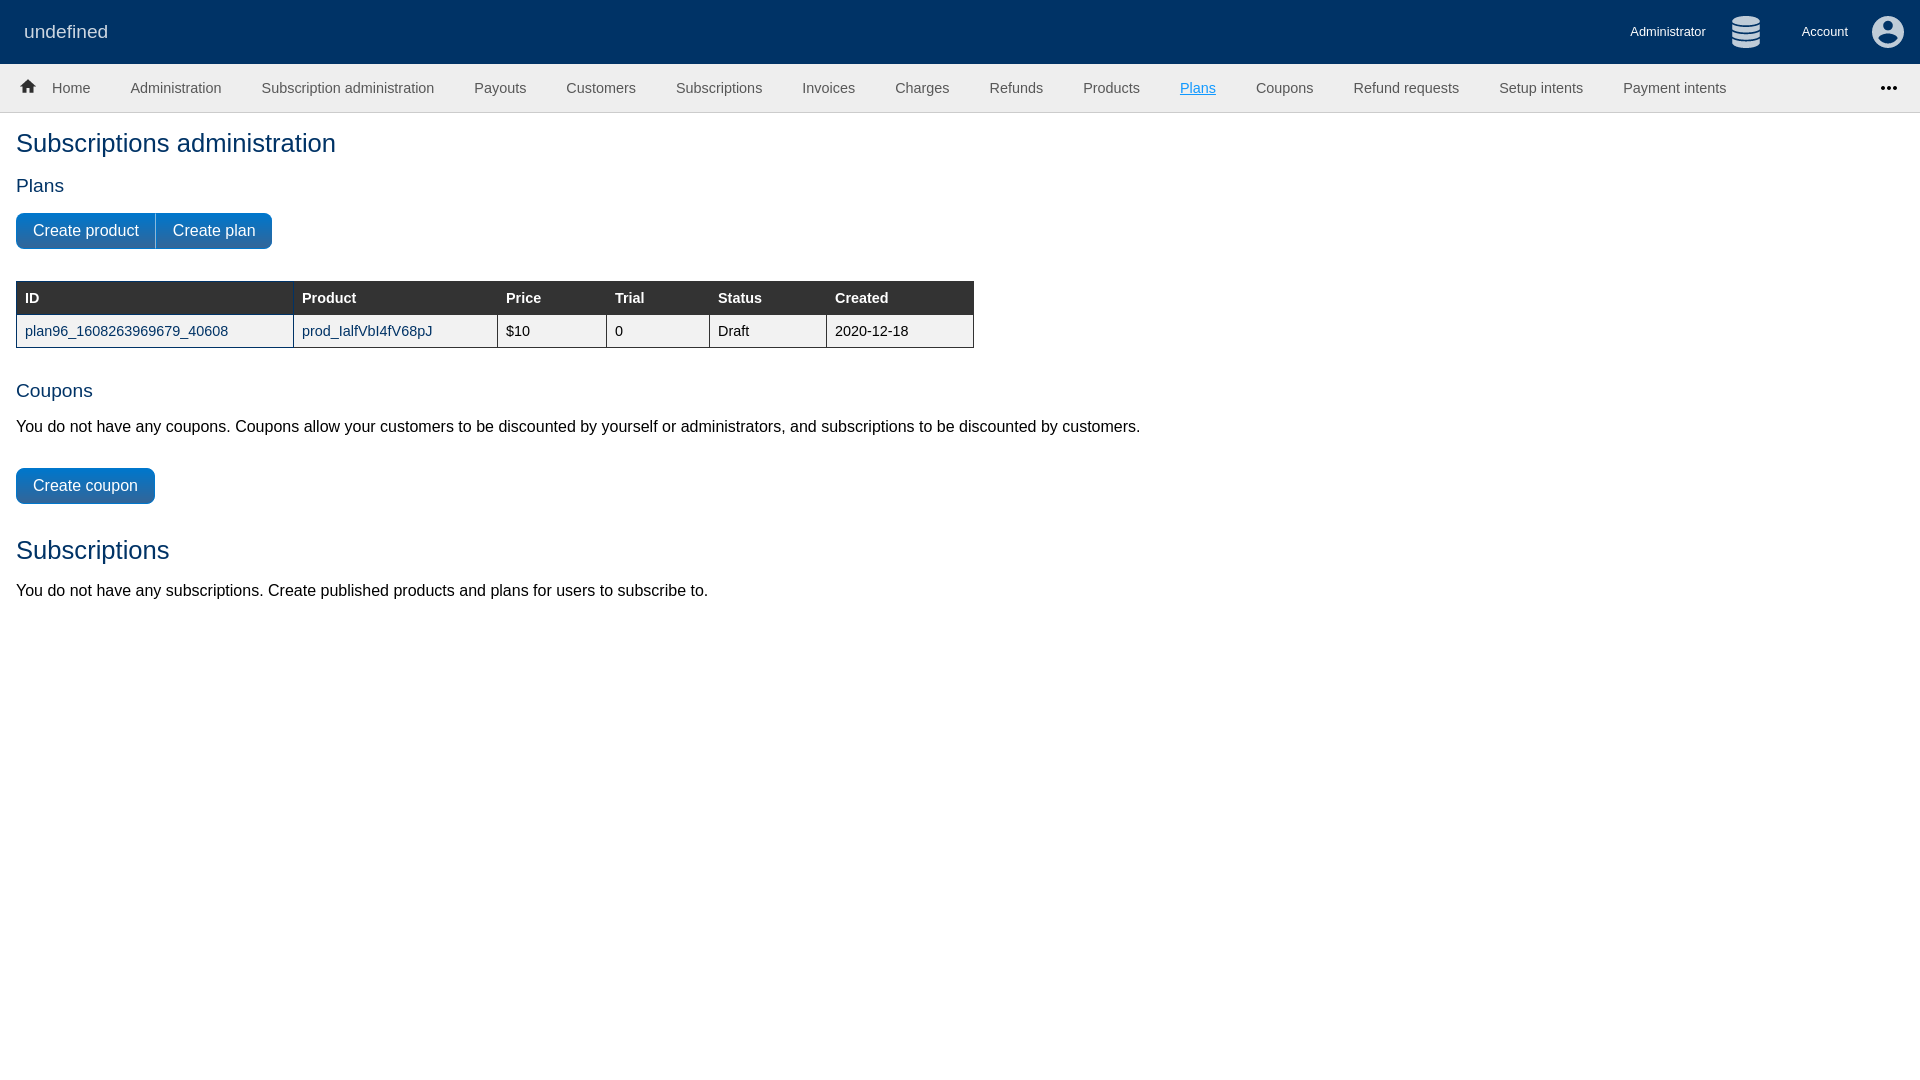 undefined
Administrator
Account
Home Administration Subscription administration Payouts Customers Subscriptions Invoices Charges Refunds Products Plans Coupons Refund requests Setup intents Payment intents
Subscriptions administration
Plans
Create product Create plan
ID Product Price Trial Status Created
plan96_1608263969679_40608 prod_IalfVbI4fV68pJ $10 0 Draft 2020-12-18
Coupons
You do not have any coupons. Coupons allow your customers to be discounted by yourself or administrators, and subscriptions to be discounted by customers.
Create coupon
Subscriptions
You do not have any subscriptions. Create published products and plans for users to subscribe to.